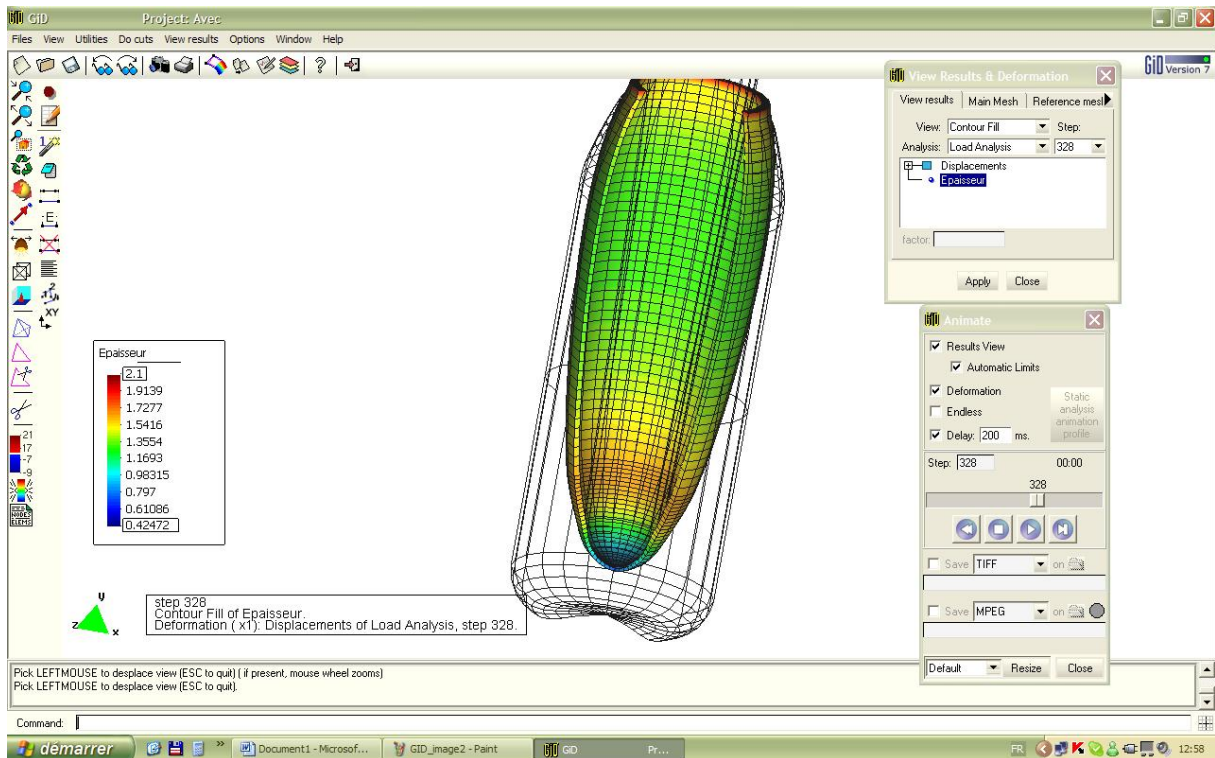 GiD Project: Avec
Files View Utilities Do cuts View results Options Window Help
GiD Version 7
View Results & Deformation
View results Main Mesh Reference mesl
View: Contour Fill Step:
Analysis: Load Analysis 328
Displacements
Epaisseur
factor:
Apply Close
Animate
Results View
Automatic Limits
Deformation
Endless
Static analysis animation profile
Delay: 200 ms.
Step: 328 00:00
328
Save TIFF on
Save MPEG on
Default Resize Close
:E:
2
XY
21
17
-7
-9
NODES
ELEMS
Epaisseur
2.1
1.9139
1.7277
1.5416
1.3554
1.1693
0.98315
0.797
0.61086
0.42472
y
z x
step 328
Contour Fill of Epaisseur.
Deformation ( x1): Displacements of Load Analysis, step 328.
Pick LEFTMOUSE to desplace view (ESC to quit) ( if present, mouse wheel zooms)
Pick LEFTMOUSE to desplace view (ESC to quit).
Command:
démarrer » Document1 - Microsof... GID_image2 - Paint GiD Pr... FR 12:58